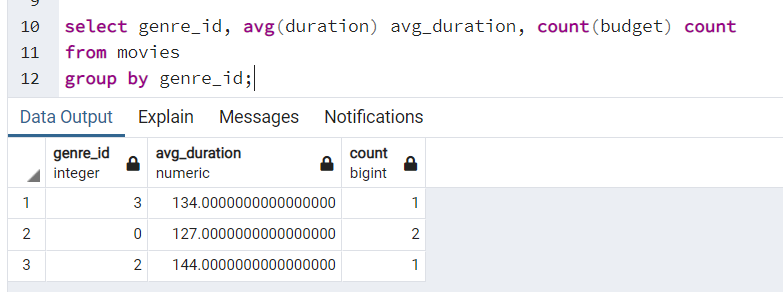 9
10 select genre_id, avg(duration) avg_duration, count(budget) count
11 from movies
12 group by genre_id;
Data Output Explain Messages Notifications
genre_id avg_duration count
integer numeric bigint
1 3 134.0000000000000000 1
2 0 127.0000000000000000 2
3 2 144.0000000000000000 1